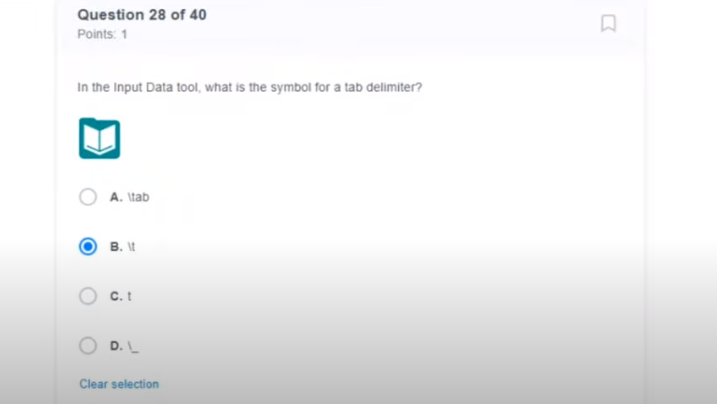 Question 28 of 40
Points: 1
In the Input Data tool, what is the symbol for a tab delimiter?
A. \tab
B. \t
C. t
D. \_
Clear selection